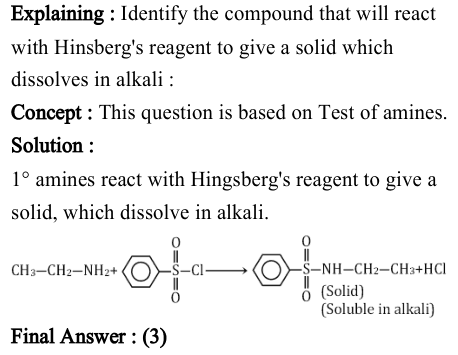 Explaining : Identify the compound that will react
with Hinsberg's reagent to give a solid which
dissolves in alkali :
Concept : This question is based on Test of amines.
Solution :
1° amines react with Hingsberg's reagent to give a
solid, which dissolve in alkali.
O O
CH3–CH2–NH2+ –S–Cl → –S–NH–CH2–CH3+HCl
O O (Solid)
(Soluble in alkali)
Final Answer : (3)